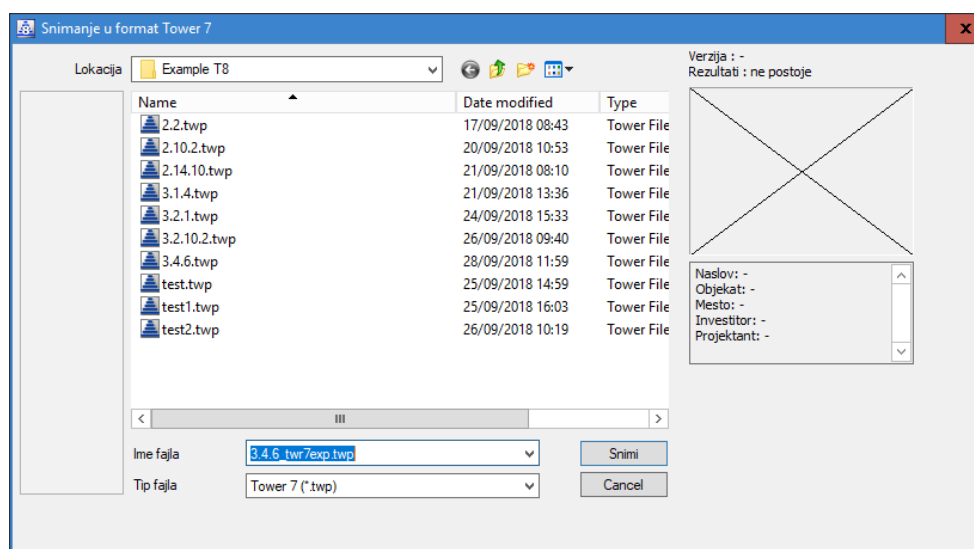 Snimanje u format Tower 7
x
Lokacija Example T8
Name Date modified Type
2.2.twp 17/09/2018 08:43 Tower File
2.10.2.twp 20/09/2018 10:53 Tower File
2.14.10.twp 21/09/2018 08:10 Tower File
3.1.4.twp 21/09/2018 13:36 Tower File
3.2.1.twp 24/09/2018 15:33 Tower File
3.2.10.2.twp 26/09/2018 09:40 Tower File
3.4.6.twp 28/09/2018 11:59 Tower File
test.twp 25/09/2018 14:59 Tower File
test1.twp 25/09/2018 16:03 Tower File
test2.twp 26/09/2018 10:19 Tower File
Ime fajla 3.4.6_twr7exp.twp Snimi
Tip fajla Tower 7 (*.twp) Cancel
Verzija : -
Rezultati : ne postoje
Naslov: -
Objekat: -
Mesto: -
Investitor: -
Projektant: -